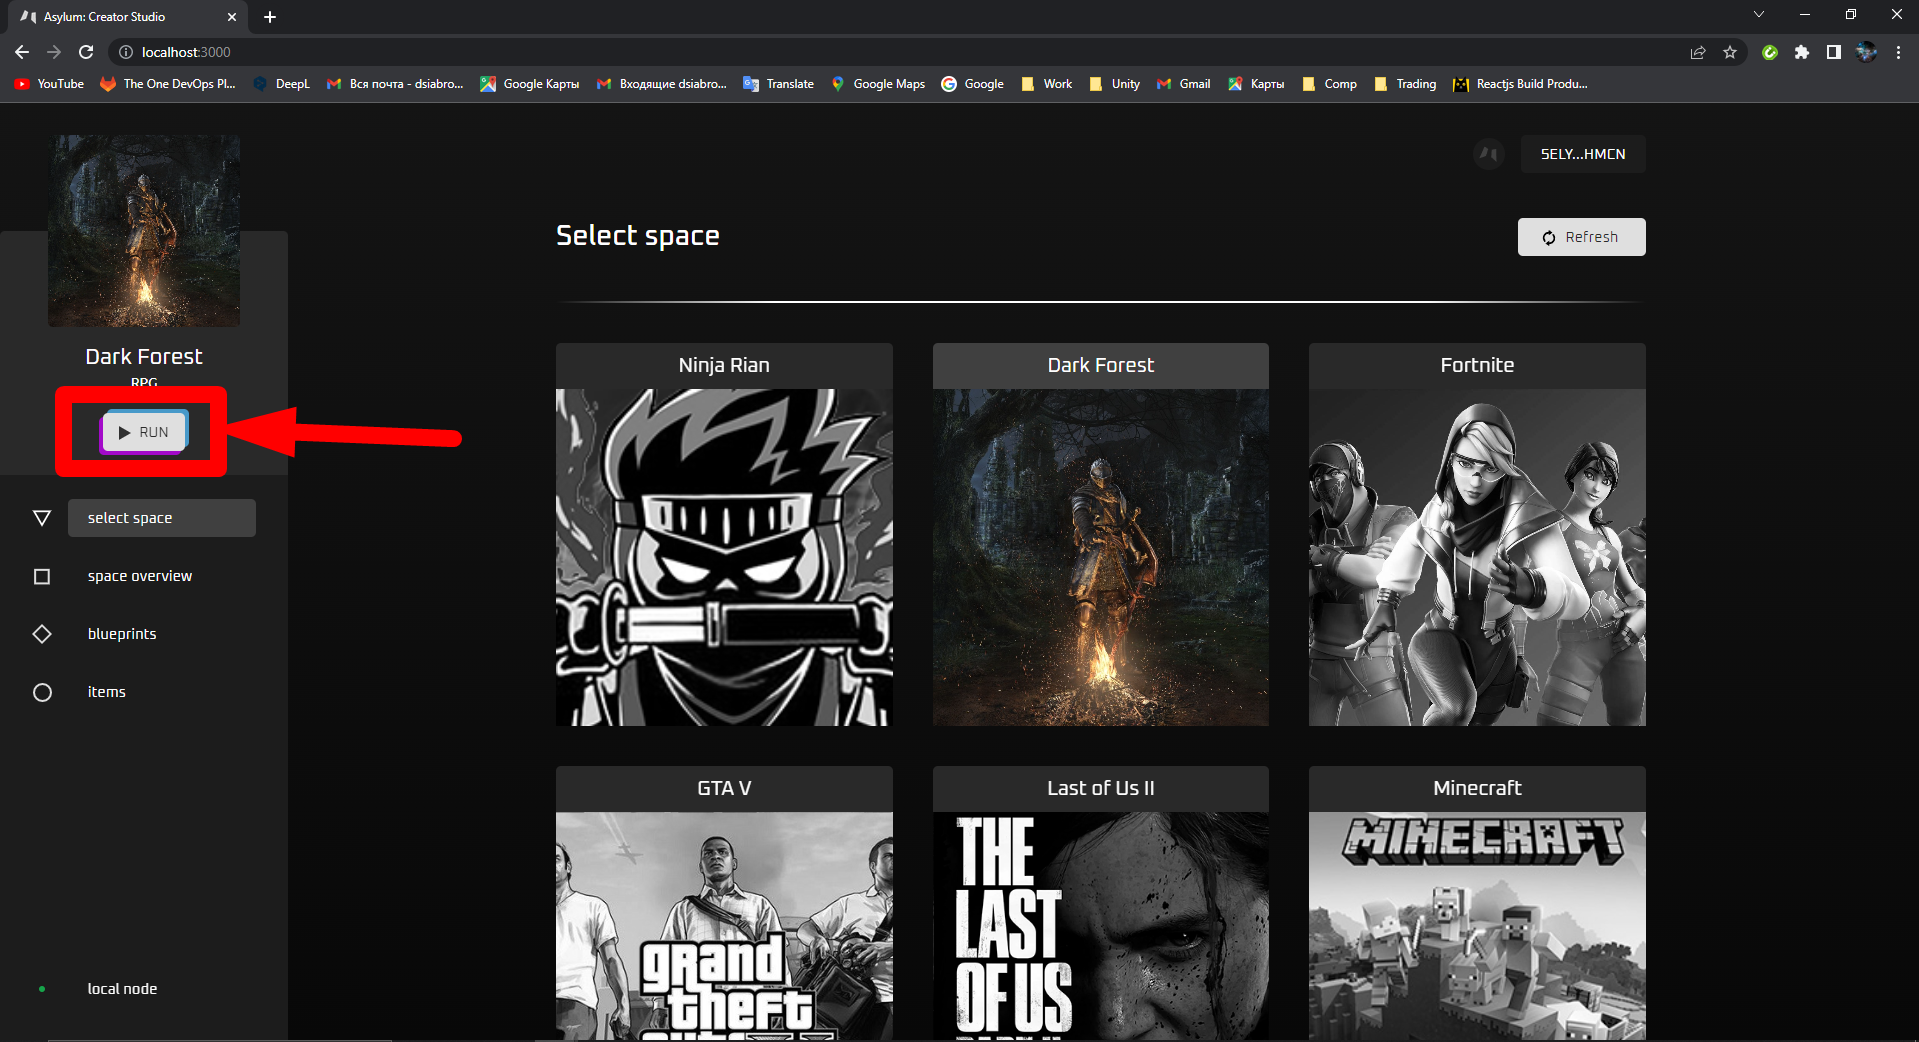 Asylum: Creator Studio
localhost:3000
YouTube
The One DevOps Pl...
DeepL
Вся почта - dsiabro...
Google Карты
Входящие dsiabro...
Translate
Google Maps
Google
Work
Unity
Gmail
Карты
Comp
Trading
Reactjs Build Produ...
5ELY...HMCN
Select space
Refresh
Dark Forest
RPG
RUN
select space
space overview
blueprints
items
local node
Ninja Rian
Dark Forest
Fortnite
GTA V
Last of Us II
Minecraft
grand
theft
THE
LAST
OF US
MINECRAFT